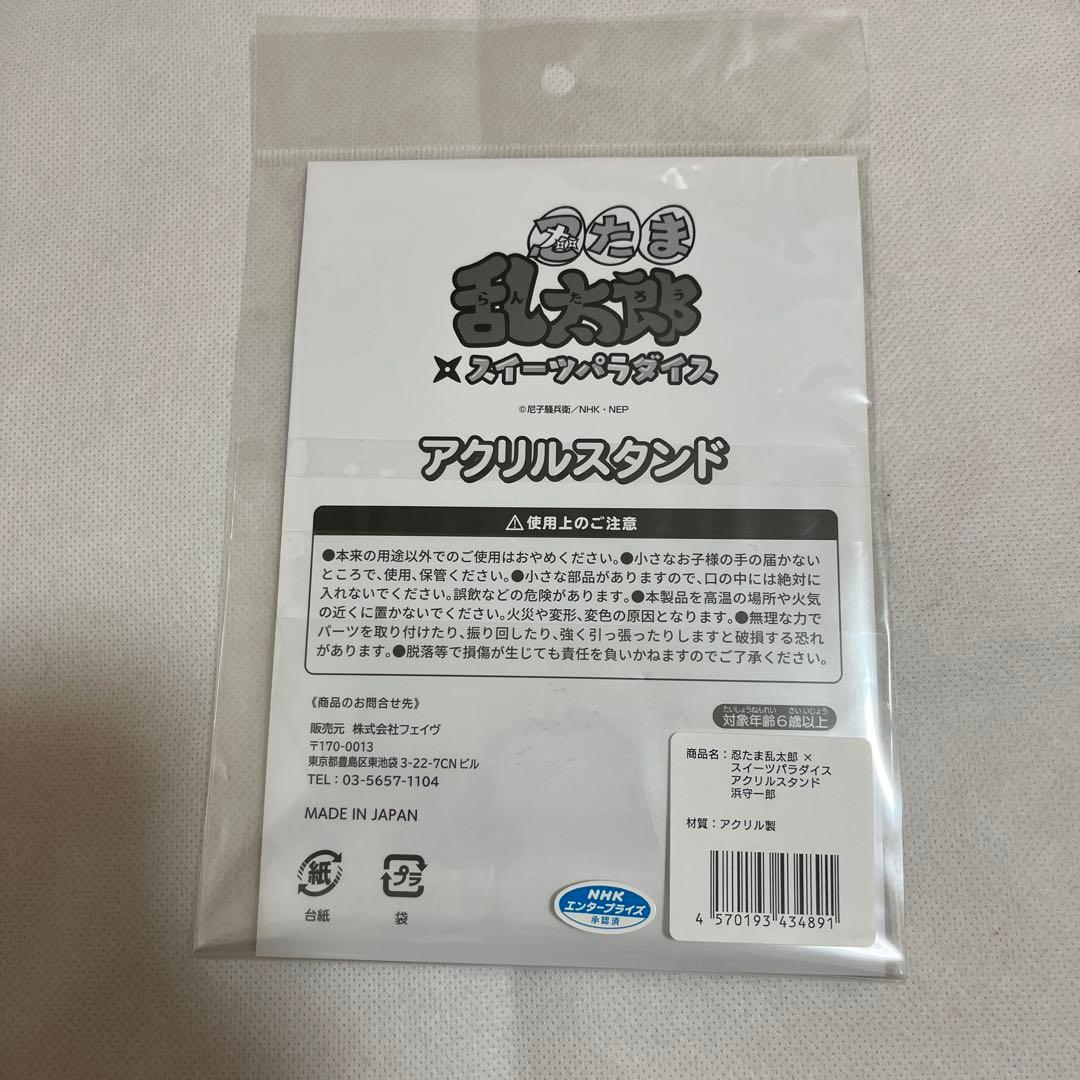 忍たま
乱太郎
らんたろう
スイーツパラダイス
©尼子騒兵衛/NHK・NEP
アクリルスタンド
⚠使用上のご注意
●本来の用途以外でのご使用はおやめください。●小さなお子様の手の届かない
ところで、使用、保管ください。●小さな部品がありますので、口の中には絶対に
入れないでください。誤飲などの危険があります。●本製品を高温の場所や火気
の近くに置かないでください。火災や変形、変色の原因となります。●無理な力で
パーツを取り付けたり、振り回したり、強く引っ張ったりしますと破損する恐れ
があります。●脱落等で損傷が生じても責任を負いかねますのでご了承ください。
《商品のお問合せ先》
販売元 株式会社フェイヴ
〒170-0013
東京都豊島区東池袋3-22-7CNビル
TEL：03-5657-1104
MADE IN JAPAN
紙
台紙
プラ
袋
たいしょうねんれい さいいじょう
対象年齢6歳以上
商品名：忍たま乱太郎×
スイーツパラダイス
アクリルスタンド
浜守一郎
材質：アクリル製
4 570193 434891
NHK
エンタープライズ
承認済